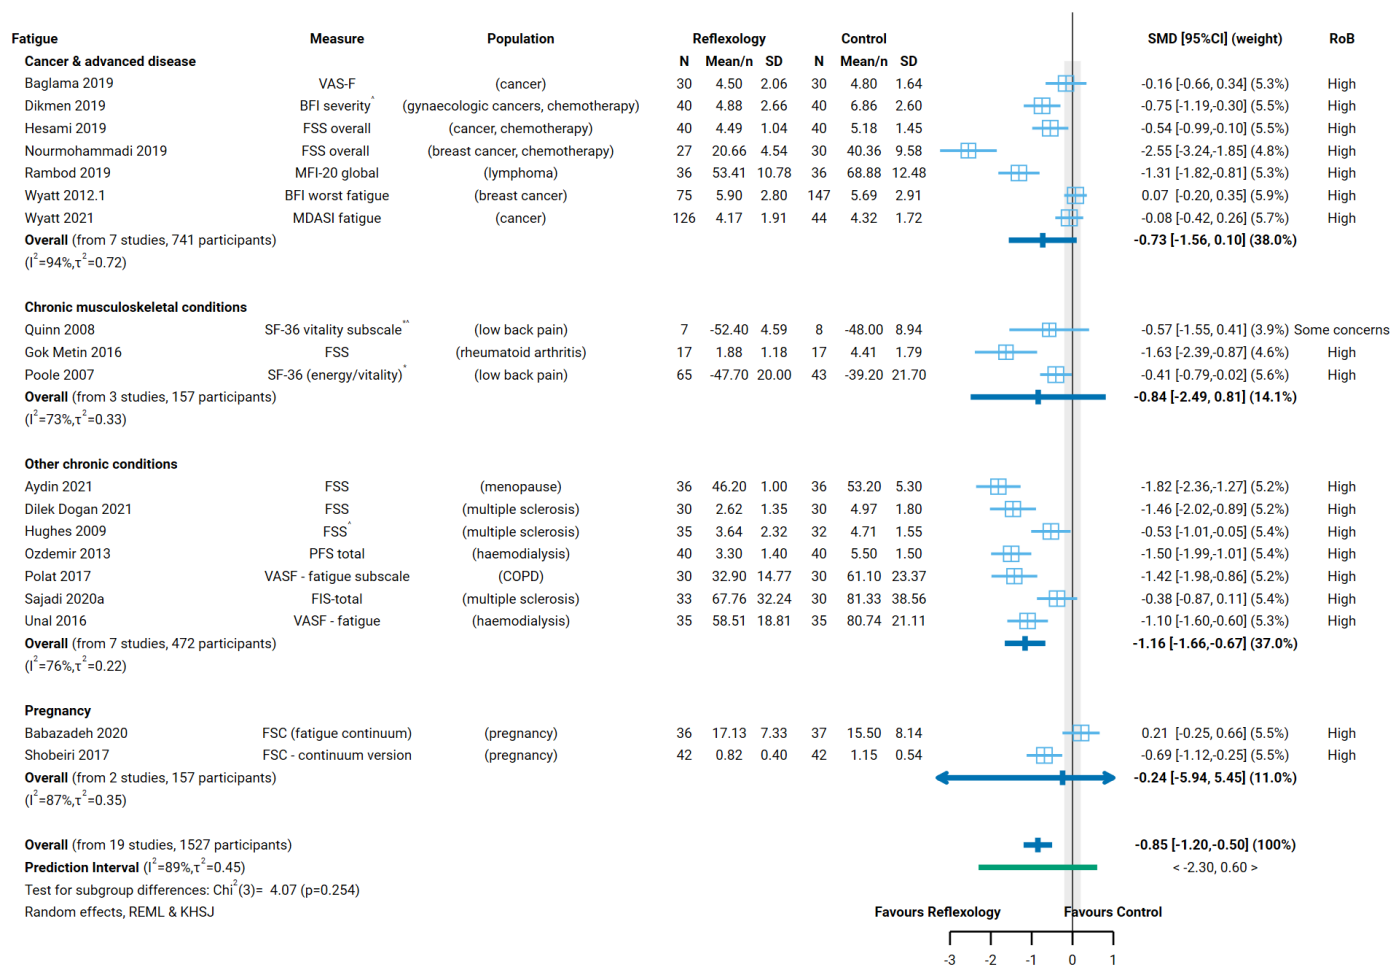 Fatigue Measure Population Reflexology Control SMD [95%CI] (weight) RoB
Cancer & advanced disease N Mean/n SD N Mean/n SD
Baglama 2019 VAS-F (cancer) 30 4.50 2.06 30 4.80 1.64 -0.16 [-0.66, 0.34] (5.3%) High
Dikmen 2019 BFI severity^ (gynaecologic cancers, chemotherapy) 40 4.88 2.66 40 6.86 2.60 -0.75 [-1.19,-0.30] (5.5%) High
Hesami 2019 FSS overall (cancer, chemotherapy) 40 4.49 1.04 40 5.18 1.45 -0.54 [-0.99,-0.10] (5.5%) High
Nourmohammadi 2019 FSS overall (breast cancer, chemotherapy) 27 20.66 4.54 30 40.36 9.58 -2.55 [-3.24,-1.85] (4.8%) High
Rambod 2019 MFI-20 global (lymphoma) 36 53.41 10.78 36 68.88 12.48 -1.31 [-1.82,-0.81] (5.3%) High
Wyatt 2012.1 BFI worst fatigue (breast cancer) 75 5.90 2.80 147 5.69 2.91 0.07 [-0.20, 0.35] (5.9%) High
Wyatt 2021 MDASI fatigue (cancer) 126 4.17 1.91 44 4.32 1.72 -0.08 [-0.42, 0.26] (5.7%) High
Overall (from 7 studies, 741 participants) -0.73 [-1.56, 0.10] (38.0%)
(I²=94%,τ²=0.72)
Chronic musculoskeletal conditions
Quinn 2008 SF-36 vitality subscale*^ (low back pain) 7 -52.40 4.59 8 -48.00 8.94 -0.57 [-1.55, 0.41] (3.9%) Some concerns
Gok Metin 2016 FSS (rheumatoid arthritis) 17 1.88 1.18 17 4.41 1.79 -1.63 [-2.39,-0.87] (4.6%) High
Poole 2007 SF-36 (energy/vitality)* (low back pain) 65 -47.70 20.00 43 -39.20 21.70 -0.41 [-0.79,-0.02] (5.6%) High
Overall (from 3 studies, 157 participants) -0.84 [-2.49, 0.81] (14.1%)
(I²=73%,τ²=0.33)
Other chronic conditions
Aydin 2021 FSS (menopause) 36 46.20 1.00 36 53.20 5.30 -1.82 [-2.36,-1.27] (5.2%) High
Dilek Dogan 2021 FSS (multiple sclerosis) 30 2.62 1.35 30 4.97 1.80 -1.46 [-2.02,-0.89] (5.2%) High
Hughes 2009 FSS^ (multiple sclerosis) 35 3.64 2.32 32 4.71 1.55 -0.53 [-1.01,-0.05] (5.4%) High
Ozdemir 2013 PFS total (haemodialysis) 40 3.30 1.40 40 5.50 1.50 -1.50 [-1.99,-1.01] (5.4%) High
Polat 2017 VASF - fatigue subscale (COPD) 30 32.90 14.77 30 61.10 23.37 -1.42 [-1.98,-0.86] (5.2%) High
Sajadi 2020a FIS-total (multiple sclerosis) 33 67.76 32.24 30 81.33 38.56 -0.38 [-0.87, 0.11] (5.4%) High
Unal 2016 VASF - fatigue (haemodialysis) 35 58.51 18.81 35 80.74 21.11 -1.10 [-1.60,-0.60] (5.3%) High
Overall (from 7 studies, 472 participants) -1.16 [-1.66,-0.67] (37.0%)
(I²=76%,τ²=0.22)
Pregnancy
Babazadeh 2020 FSC (fatigue continuum) (pregnancy) 36 17.13 7.33 37 15.50 8.14 0.21 [-0.25, 0.66] (5.5%) High
Shobeiri 2017 FSC - continuum version (pregnancy) 42 0.82 0.40 42 1.15 0.54 -0.69 [-1.12,-0.25] (5.5%) High
Overall (from 2 studies, 157 participants) -0.24 [-5.94, 5.45] (11.0%)
(I²=87%,τ²=0.35)
Overall (from 19 studies, 1527 participants) -0.85 [-1.20,-0.50] (100%)
Prediction Interval (I²=89%,τ²=0.45) < -2.30, 0.60 >
Test for subgroup differences: Chi²(3)= 4.07 (p=0.254)
Random effects, REML & KHSJ Favours Reflexology Favours Control
-3 -2 -1 0 1